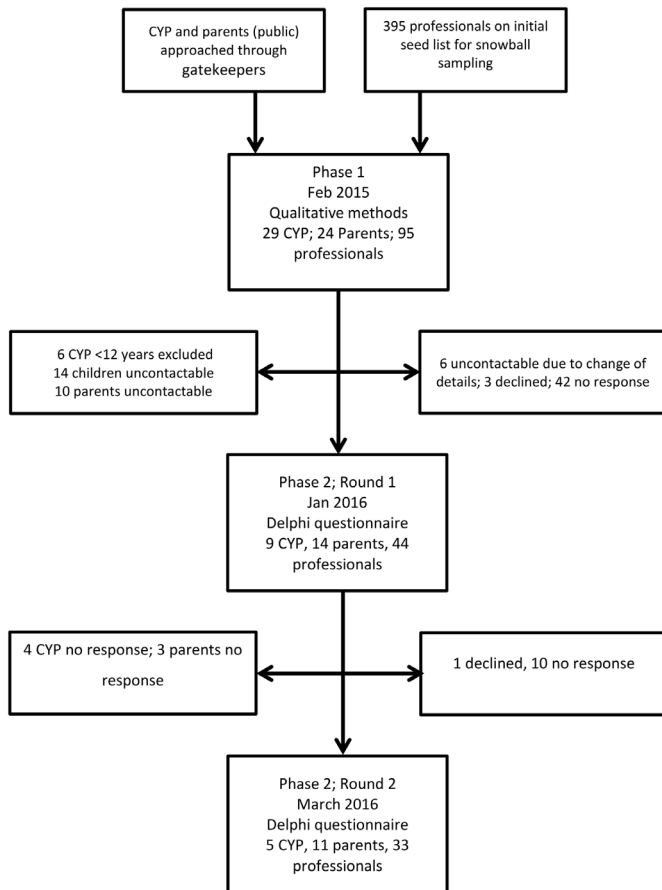 CYP and parents (public)
approached through
gatekeepers
395 professionals on initial
seed list for snowball
sampling
Phase 1
Feb 2015
Qualitative methods
29 CYP; 24 Parents; 95
professionals
6 CYP <12 years excluded
14 children uncontactable
10 parents uncontactable
6 uncontactable due to change of
details; 3 declined; 42 no response
Phase 2; Round 1
Jan 2016
Delphi questionnaire
9 CYP, 14 parents, 44
professionals
4 CYP no response; 3 parents no
response
1 declined, 10 no response
Phase 2; Round 2
March 2016
Delphi questionnaire
5 CYP, 11 parents, 33
professionals